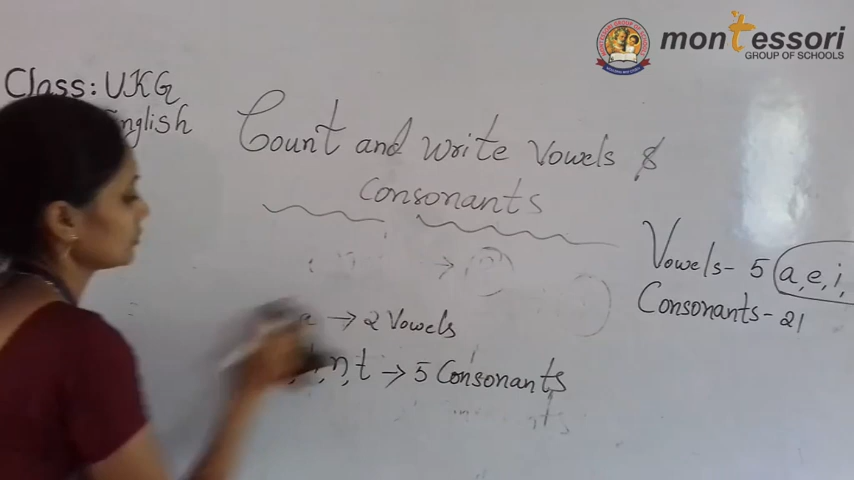 montessori
GROUP OF SCHOOLS
Class: UKG
English
Count and write Vowels &
Consonants
Vowels - 5 a, e, i,
Consonants - 21
a → 2 Vowels
n, t → 5 Consonants